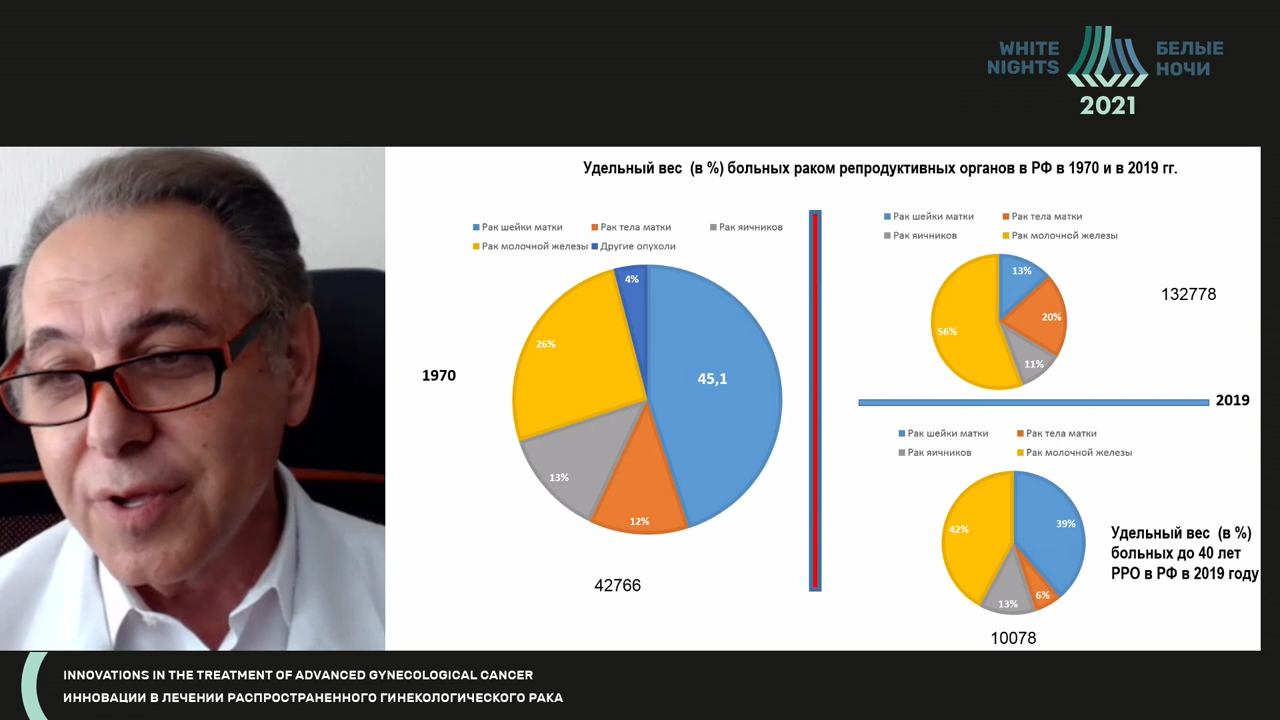 WHITE
NIGHTS
БЕЛЫЕ
НОЧИ
2021
Удельный вес (в %) больных раком репродуктивных органов в РФ в 1970 и в 2019 гг.
Рак шейки матки Рак тела матки Рак яичников
Рак молочной железы Другие опухоли
4%
26%
45,1
13%
12%
1970
42766
Рак шейки матки Рак тела матки
Рак яичников Рак молочной железы
13%
56%
20%
11%
132778
2019
Рак шейки матки Рак тела матки
Рак яичников Рак молочной железы
42%
39%
13%
6%
10078
Удельный вес (в %)
больных до 40 лет
РРО в РФ в 2019 году
INNOVATIONS IN THE TREATMENT OF ADVANCED GYNECOLOGICAL CANCER
ИННОВАЦИИ В ЛЕЧЕНИИ РАСПРОСТРАНЕННОГО ГИНЕКОЛОГИЧЕСКОГО РАКА